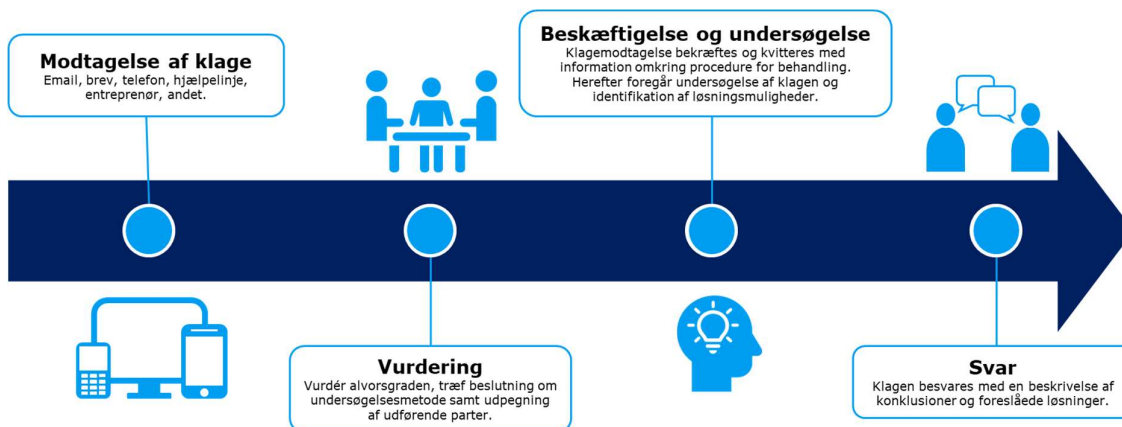 Modtagelse af klage
Email, brev, telefon, hjælpelinje,
entreprenør, andet.
Vurdering
Vurdér alvorsgraden, træf beslutning om
undersøgelsesmetode samt udpegning
af udførende parter.
Beskæftigelse og undersøgelse
Klagemodtagelse bekræftes og kvitteres med
information omkring procedure for behandling.
Herefter foregår undersøgelse af klagen og
identifikation af løsningsmuligheder.
Svar
Klagen besvares med en beskrivelse af
konklusioner og foreslåede løsninger.